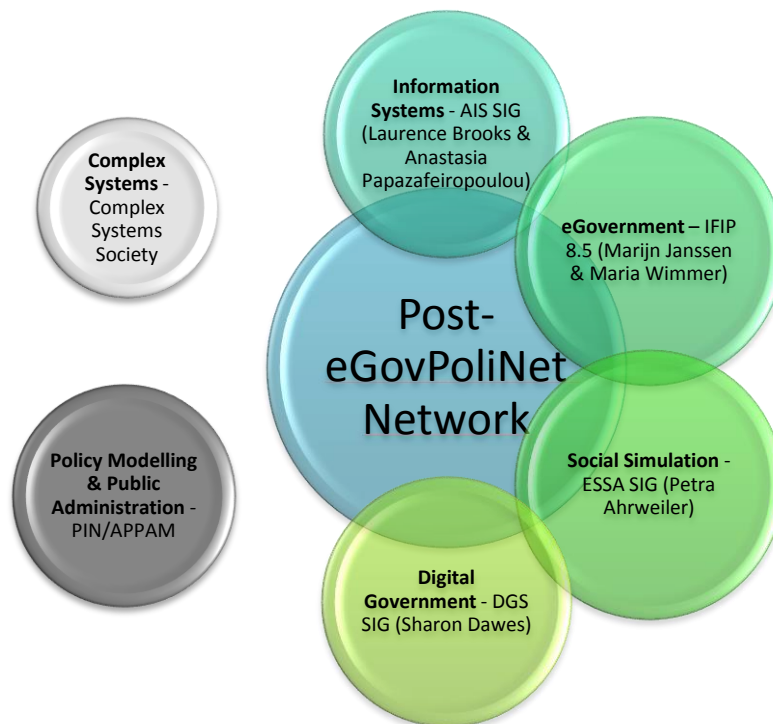 Information
Systems - AIS SIG
(Laurence Brooks &
Anastasia
Papazafeiropoulou)
Complex
Systems -
Complex
Systems
Society
eGovernment – IFIP
8.5 (Marijn Janssen
& Maria Wimmer)
Post-
eGovPoliNet
Network
Policy Modelling
& Public
Administration -
PIN/APPAM
Social Simulation -
ESSA SIG (Petra
Ahrweiler)
Digital
Government - DGS
SIG (Sharon Dawes)